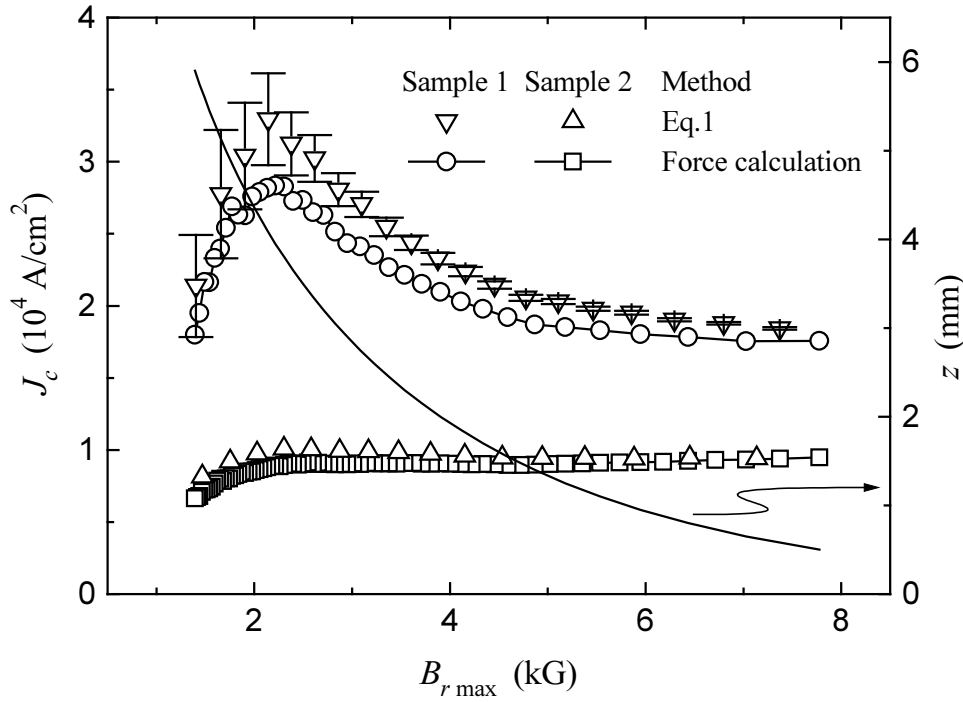 4
3
2
1
0
J_c (10^4 A/cm^2)
Sample 1 Sample 2 Method
Eq.1
Force calculation
6
4
2
0
z (mm)
2 4 6 8
B_{r max} (kG)